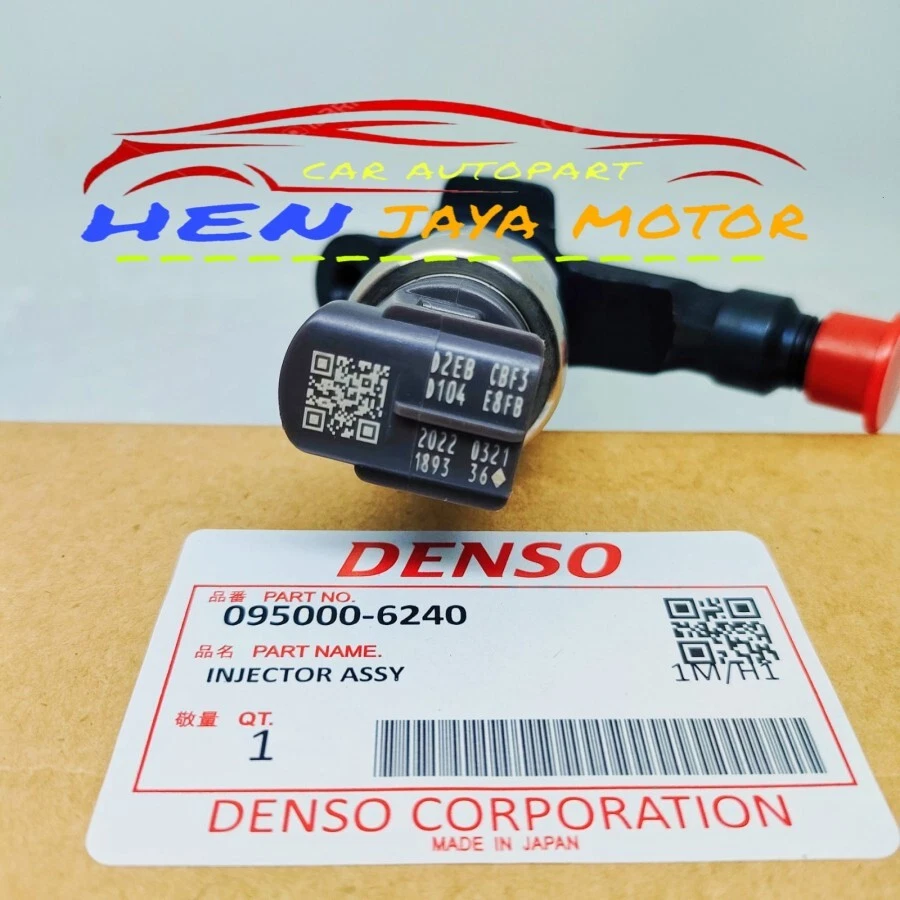 CAR AUTOPART
HEN JAYA MOTOR
D2EB CBF3
D104 E8FB
2022 0321
1893 36
DENSO
品番 PART NO.
095000-6240
品名 PART NAME.
INJECTOR ASSY
1M/H1
敬量 QT.
1
DENSO CORPORATION
MADE IN JAPAN